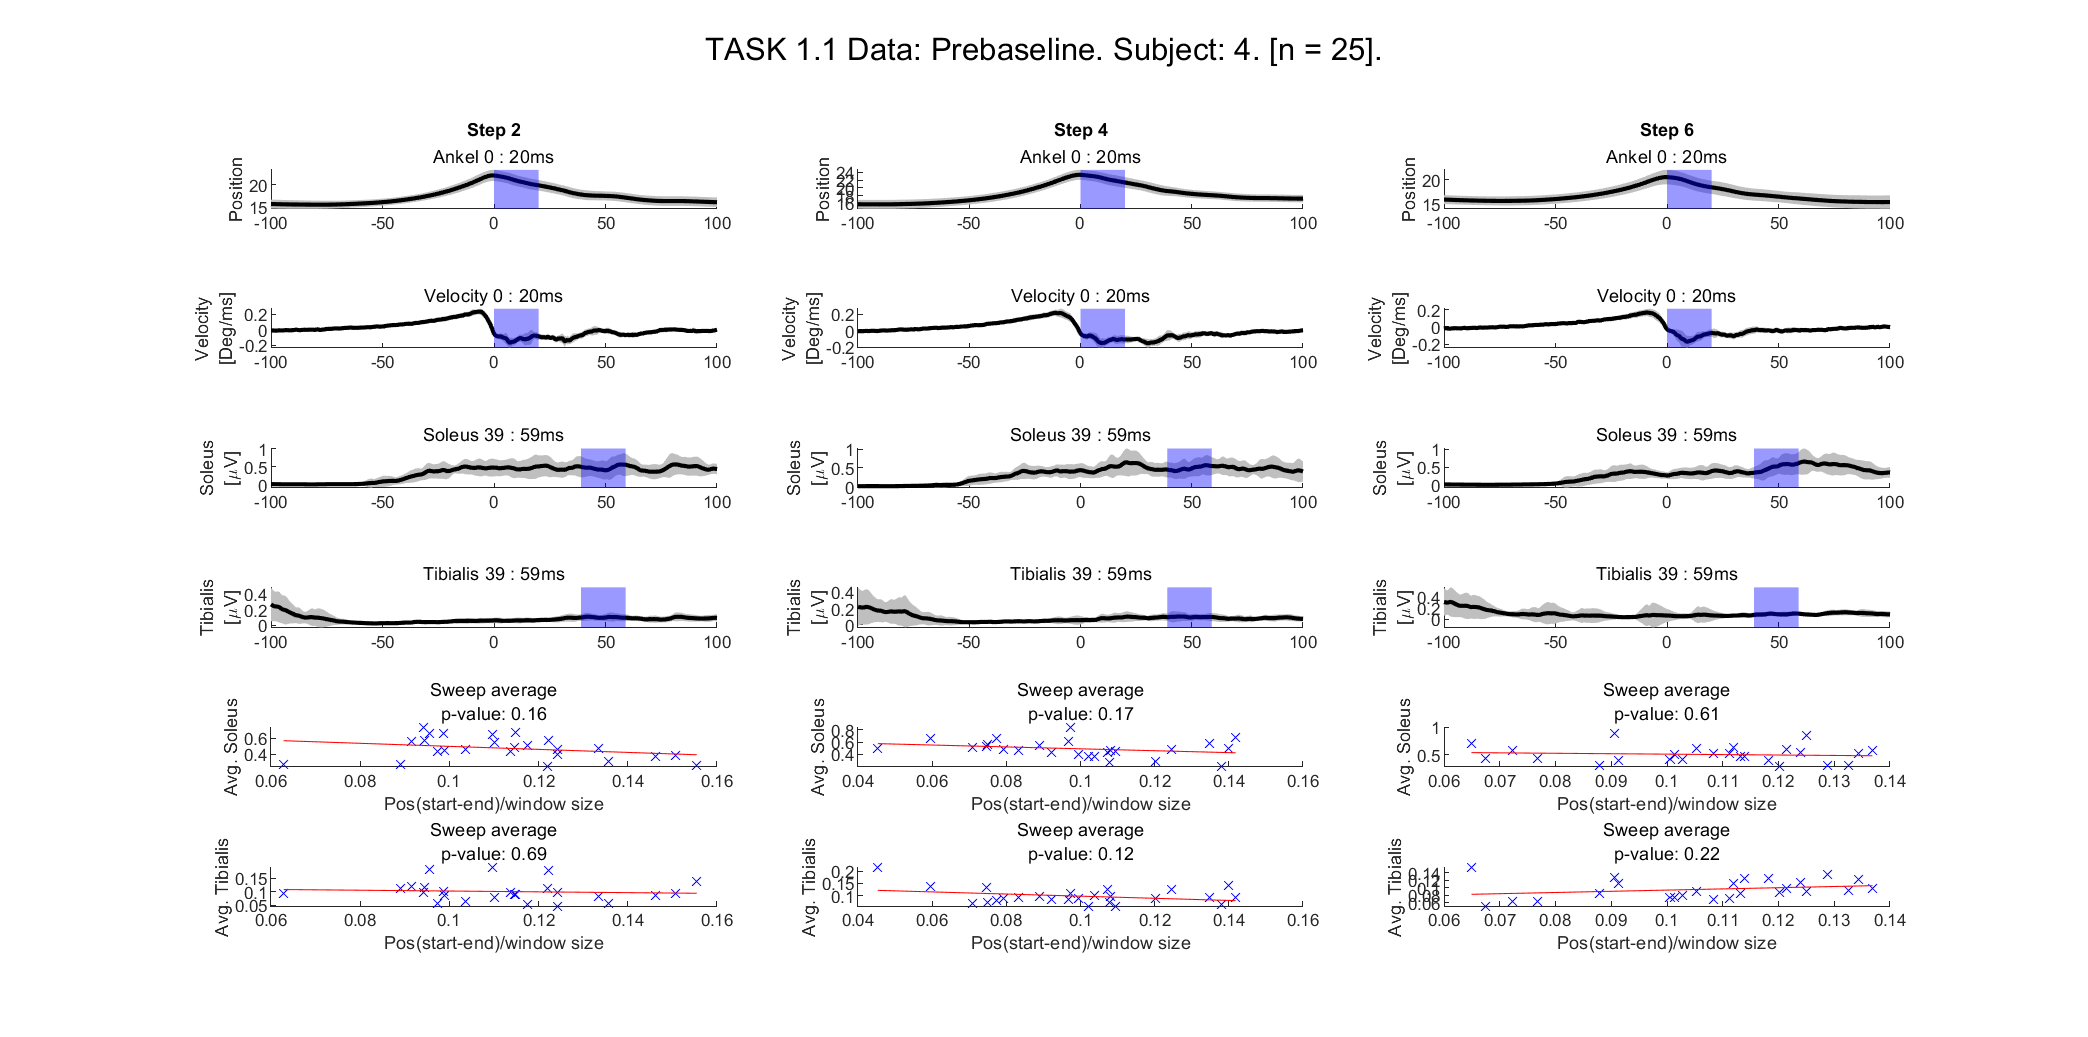 TASK 1.1 Data: Prebaseline. Subject: 4. [n = 25].
Step 2
Ankel 0 : 20ms
Position
20
15
-100 -50 0 50 100
Step 4
Ankel 0 : 20ms
Position
24
22
20
18
16
-100 -50 0 50 100
Step 6
Ankel 0 : 20ms
Position
20
15
-100 -50 0 50 100
Velocity 0 : 20ms
Velocity
[Deg/ms]
0.2
0
-0.2
-100 -50 0 50 100
Velocity 0 : 20ms
Velocity
[Deg/ms]
0.2
0
-0.2
-100 -50 0 50 100
Velocity 0 : 20ms
Velocity
[Deg/ms]
0.2
0
-0.2
-100 -50 0 50 100
Soleus 39 : 59ms
Soleus
[μV]
1
0.5
0
-100 -50 0 50 100
Soleus 39 : 59ms
Soleus
[μV]
1
0.5
0
-100 -50 0 50 100
Soleus 39 : 59ms
Soleus
[μV]
1
0.5
0
-100 -50 0 50 100
Tibialis 39 : 59ms
Tibialis
[μV]
0.4
0.2
0
-100 -50 0 50 100
Tibialis 39 : 59ms
Tibialis
[μV]
0.4
0.2
0
-100 -50 0 50 100
Tibialis 39 : 59ms
Tibialis
[μV]
0.4
0.2
0
-100 -50 0 50 100
Sweep average
p-value: 0.16
Avg. Soleus
0.6
0.4
0.06 0.08 0.1 0.12 0.14 0.16
Pos(start-end)/window size
Sweep average
p-value: 0.17
Avg. Soleus
0.8
0.6
0.4
0.04 0.06 0.08 0.1 0.12 0.14 0.16
Pos(start-end)/window size
Sweep average
p-value: 0.61
Avg. Soleus
1
0.5
0.06 0.07 0.08 0.09 0.1 0.11 0.12 0.13 0.14
Pos(start-end)/window size
Sweep average
p-value: 0.69
Avg. Tibialis
0.15
0.1
0.05
0.06 0.08 0.1 0.12 0.14 0.16
Pos(start-end)/window size
Sweep average
p-value: 0.12
Avg. Tibialis
0.2
0.15
0.1
0.04 0.06 0.08 0.1 0.12 0.14 0.16
Pos(start-end)/window size
Sweep average
p-value: 0.22
Avg. Tibialis
0.14
0.12
0.1
0.08
0.06
0.06 0.07 0.08 0.09 0.1 0.11 0.12 0.13 0.14
Pos(start-end)/window size